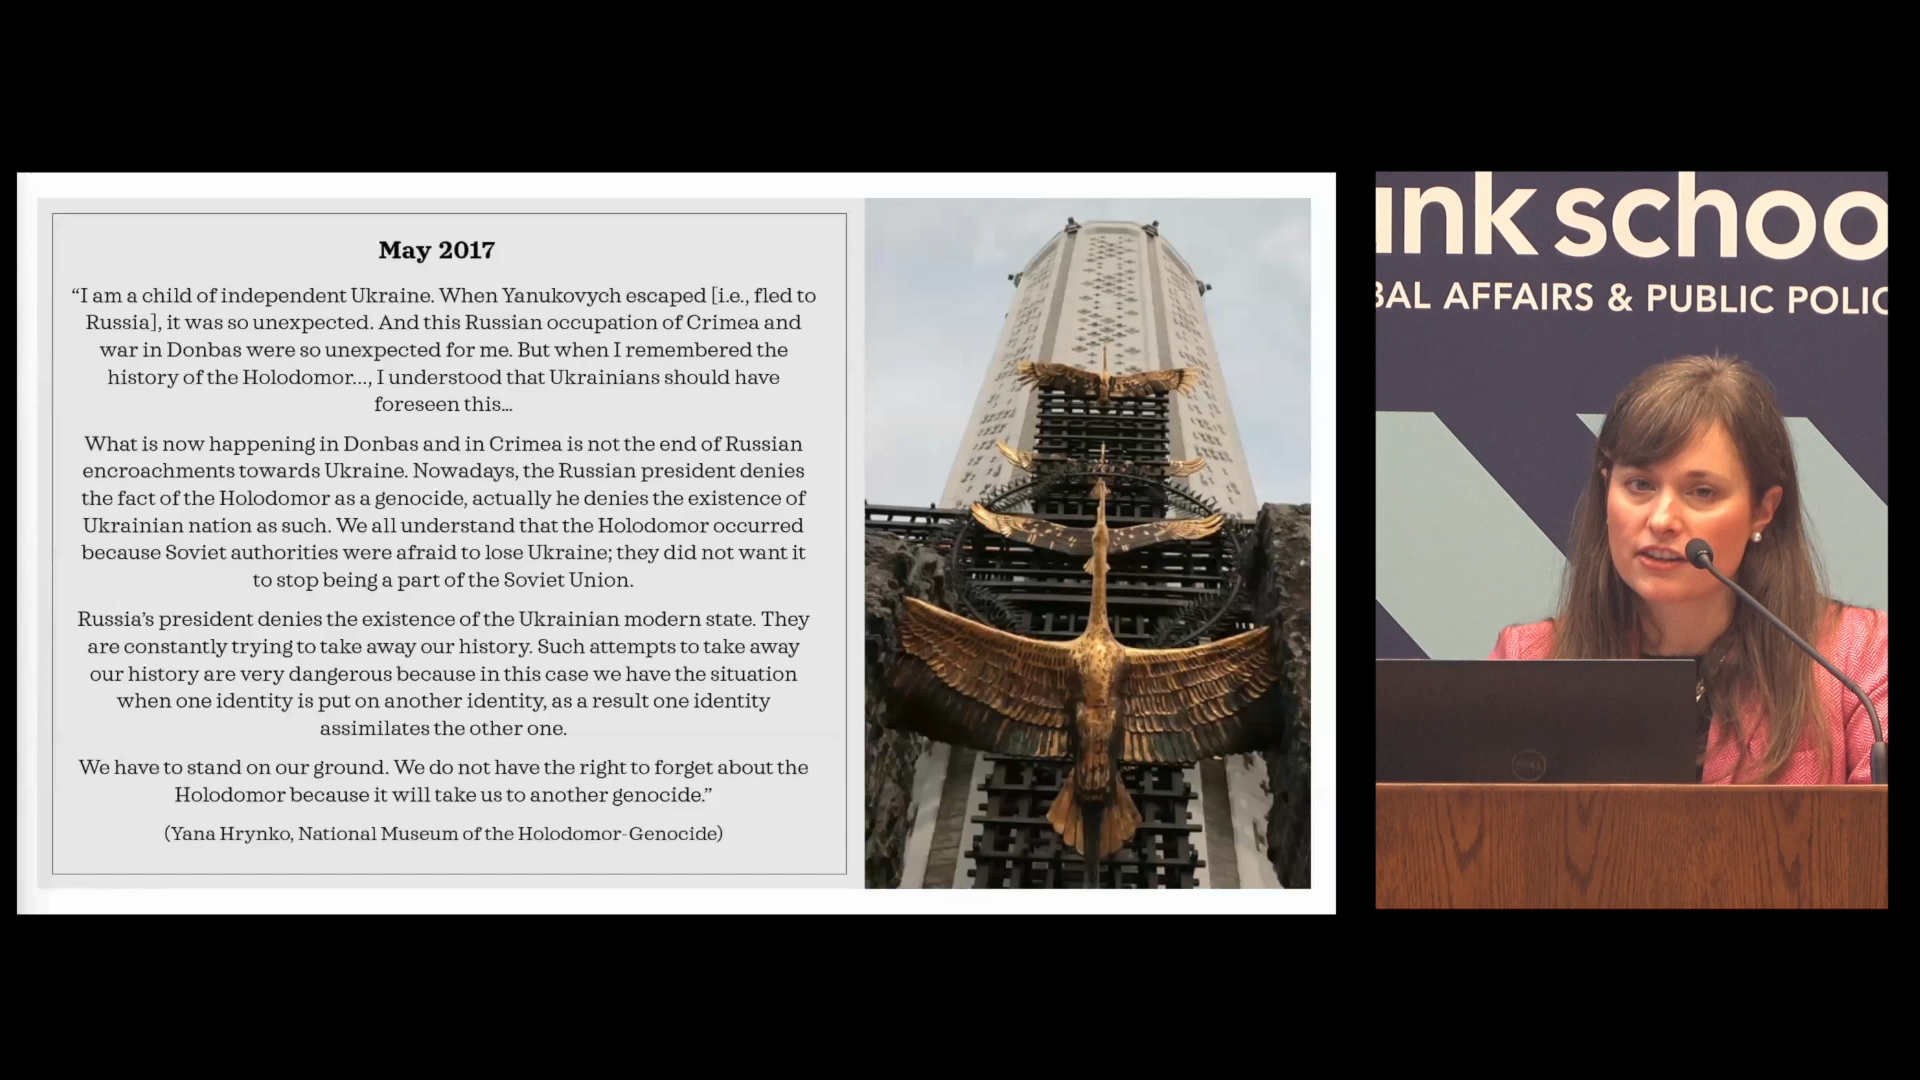 May 2017
“I am a child of independent Ukraine. When Yanukovych escaped [i.e., fled to
Russia], it was so unexpected. And this Russian occupation of Crimea and
war in Donbas were so unexpected for me. But when I remembered the
history of the Holodomor..., I understood that Ukrainians should have
foreseen this...
What is now happening in Donbas and in Crimea is not the end of Russian
encroachments towards Ukraine. Nowadays, the Russian president denies
the fact of the Holodomor as a genocide, actually he denies the existence of
Ukrainian nation as such. We all understand that the Holodomor occurred
because Soviet authorities were afraid to lose Ukraine; they did not want it
to stop being a part of the Soviet Union.
Russia’s president denies the existence of the Ukrainian modern state. They
are constantly trying to take away our history. Such attempts to take away
our history are very dangerous because in this case we have the situation
when one identity is put on another identity, as a result one identity
assimilates the other one.
We have to stand on our ground. We do not have the right to forget about the
Holodomor because it will take us to another genocide.”
(Yana Hrynko, National Museum of the Holodomor-Genocide)
unk schoo
BAL AFFAIRS & PUBLIC POLIC
DELL